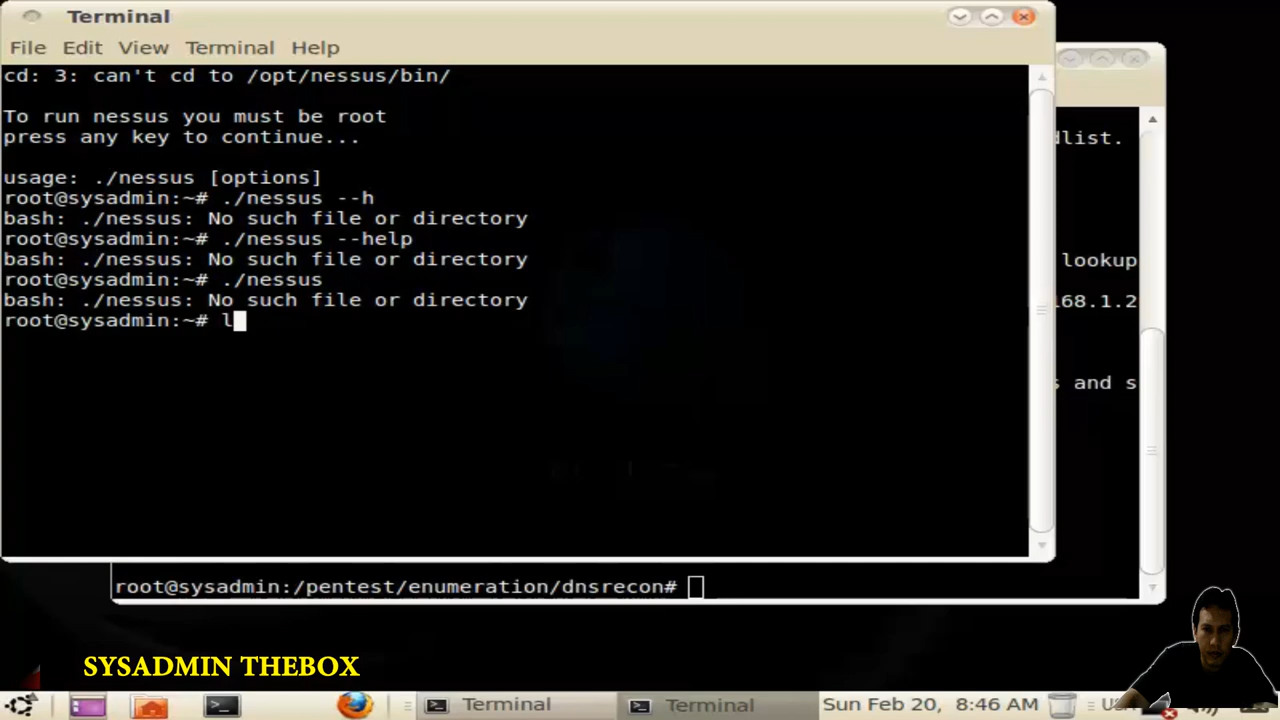 Terminal
File Edit View Terminal Help
cd: 3: can't cd to /opt/nessus/bin/
To run nessus you must be root
press any key to continue...
usage: ./nessus [options]
root@sysadmin:~# ./nessus --h
bash: ./nessus: No such file or directory
root@sysadmin:~# ./nessus --help
bash: ./nessus: No such file or directory
root@sysadmin:~# ./nessus
bash: ./nessus: No such file or directory
root@sysadmin:~# l
dlist.
lookup
168.1.2
s and s
root@sysadmin:/pentest/enumeration/dnsrecon#
SYSADMIN THEBOX
Terminal Terminal Sun Feb 20, 8:46 AM